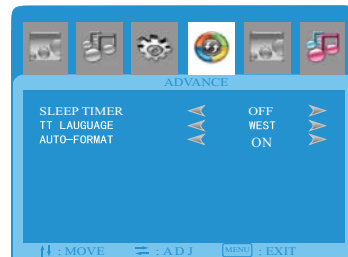 ADVANCE
SLEEP TIMER OFF
TT LAUGUAGE WEST
AUTO-FORMAT ON
: MOVE : ADJ MENU : EXIT